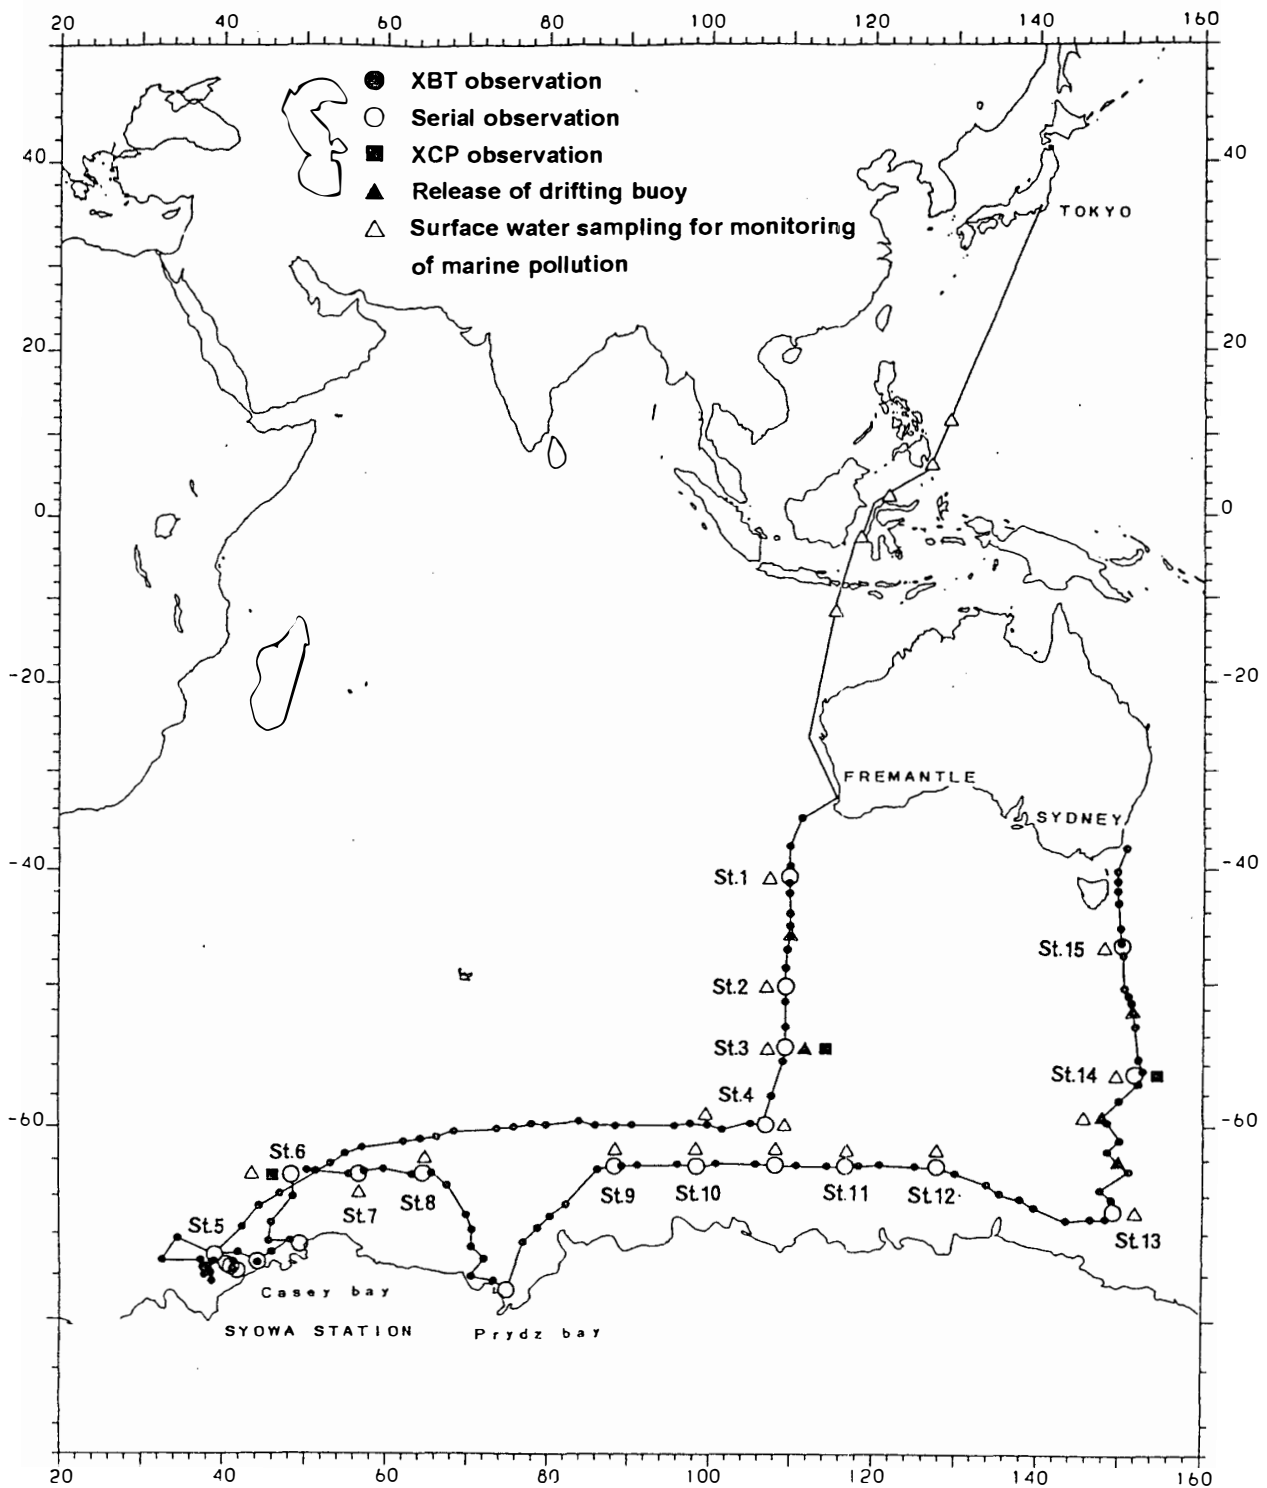 20 40 60 80 100 120 140 160
XBT observation
Serial observation
XCP observation
Release of drifting buoy
Surface water sampling for monitoring
of marine pollution
40 40
TOKYO
20 20
0 0
-20 -20
FREMANTLE
SYDNEY
-40 -40
St.1
St.15
St.2
St.3
St.14
St.4
-60 -60
St.6
St.7 St.8 St.9 St.10 St.11 St.12
St.5
St.13
Casey bay
SYOWA STATION
Prydz bay
20 40 60 80 100 120 140 160